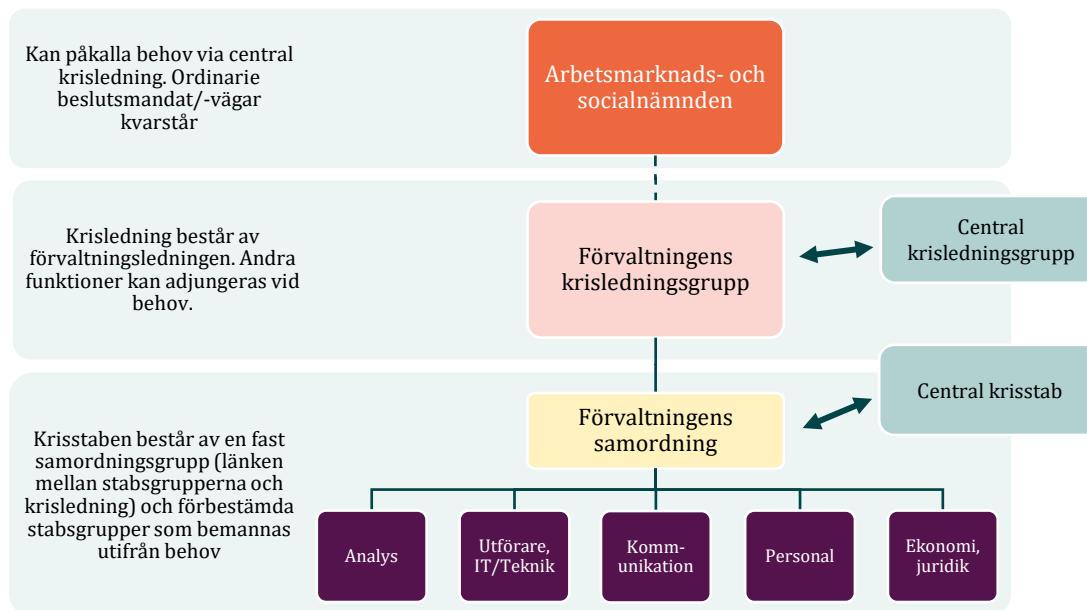 Kan påkalla behov via central
krisledning. Ordinarie
beslutsmandat/-vägar
kvarstår
Arbetsmarknads- och
socialnämnden
Krisledning består av
förvaltningsledningen. Andra
funktioner kan adjungeras vid
behov.
Förvaltningens
krisledningsgrupp
Central
krisledningsgrupp
Krisstaben består av en fast
samordningsgrupp (länken
mellan stabsgrupperna och
krisledning) och förbestämda
stabsgrupper som bemannas
utifrån behov
Förvaltningens
samordning
Central krisstab
Analys
Utförare,
IT/Teknik
Komm-
unikation
Personal
Ekonomi,
juridik